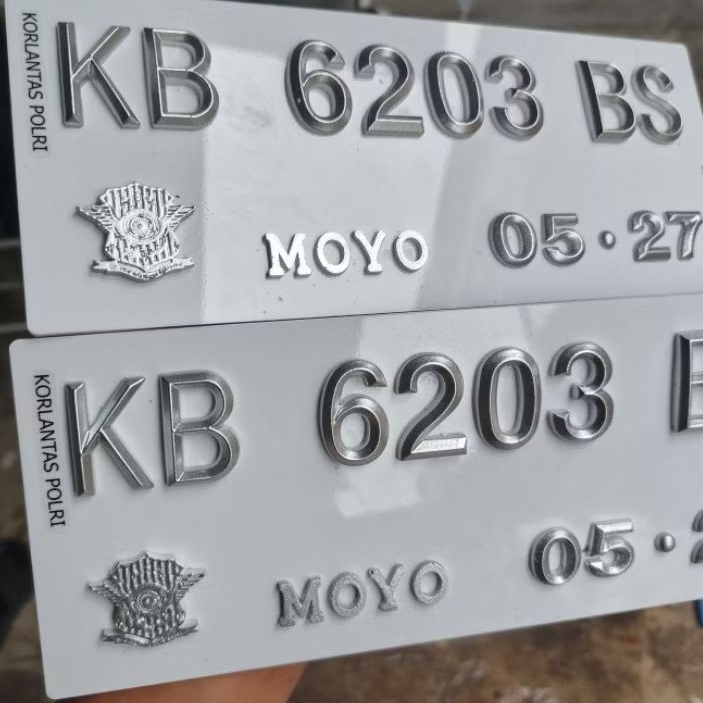 KORLANTAS POLRI
KB 6203 BS
MOYO 05·27
KORLANTAS POLRI
KB 6203
MOYO 05·